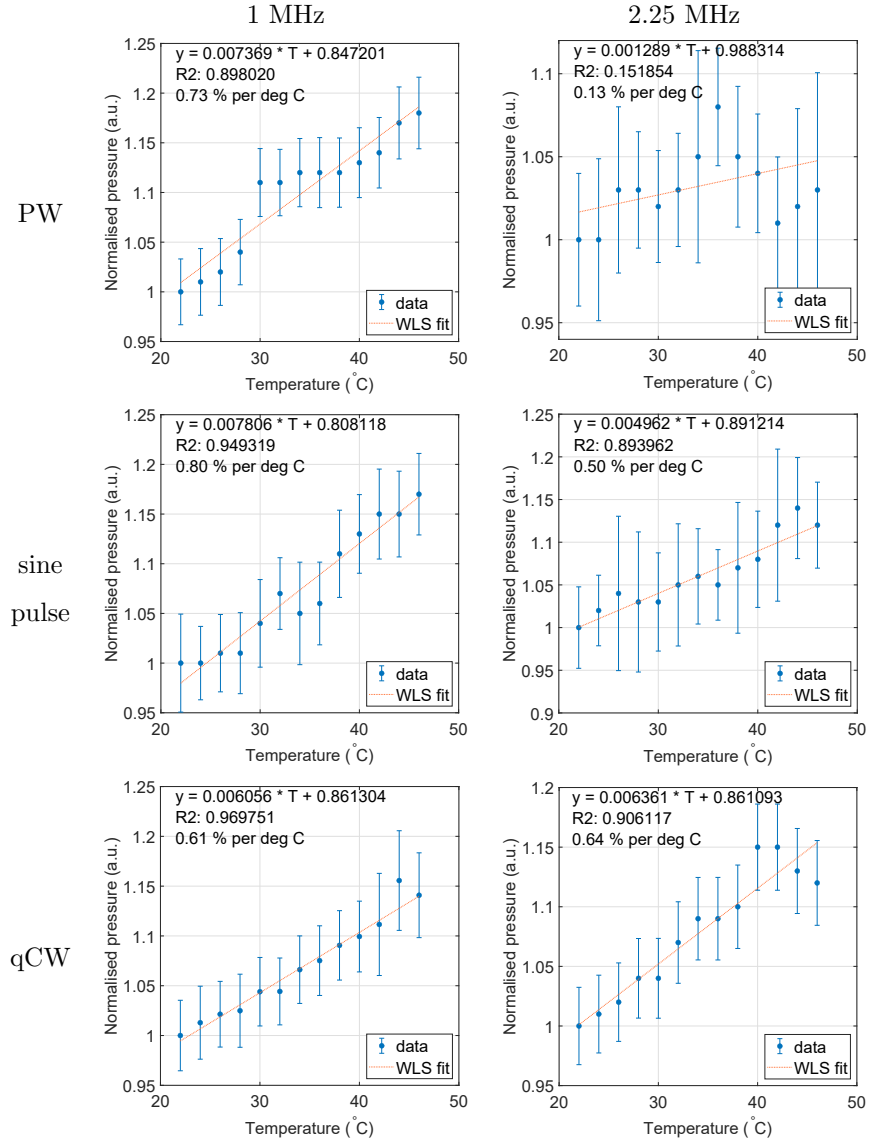 1 MHz
2.25 MHz
PW
y = 0.007369 * T + 0.847201
R2: 0.898020
0.73 % per deg C
Normalised pressure (a.u.)
1.25
1.2
1.15
1.1
1.05
1
0.95
20
30
40
50
Temperature (°C)
data
WLS fit
y = 0.001289 * T + 0.988314
R2: 0.151854
0.13 % per deg C
Normalised pressure (a.u.)
1.1
1.05
1
0.95
20
30
40
50
Temperature (°C)
data
WLS fit
sine
pulse
y = 0.007806 * T + 0.808118
R2: 0.949319
0.80 % per deg C
Normalised pressure (a.u.)
1.25
1.2
1.15
1.1
1.05
1
0.95
20
30
40
50
Temperature (°C)
data
WLS fit
y = 0.004962 * T + 0.891214
R2: 0.893962
0.50 % per deg C
Normalised pressure (a.u.)
1.25
1.2
1.15
1.1
1.05
1
0.95
0.9
20
30
40
50
Temperature (°C)
data
WLS fit
qCW
y = 0.006056 * T + 0.861304
R2: 0.969751
0.61 % per deg C
Normalised pressure (a.u.)
1.25
1.2
1.15
1.1
1.05
1
0.95
20
30
40
50
Temperature (°C)
data
WLS fit
y = 0.006361 * T + 0.861093
R2: 0.906117
0.64 % per deg C
Normalised pressure (a.u.)
1.2
1.15
1.1
1.05
1
0.95
20
30
40
50
Temperature (°C)
data
WLS fit